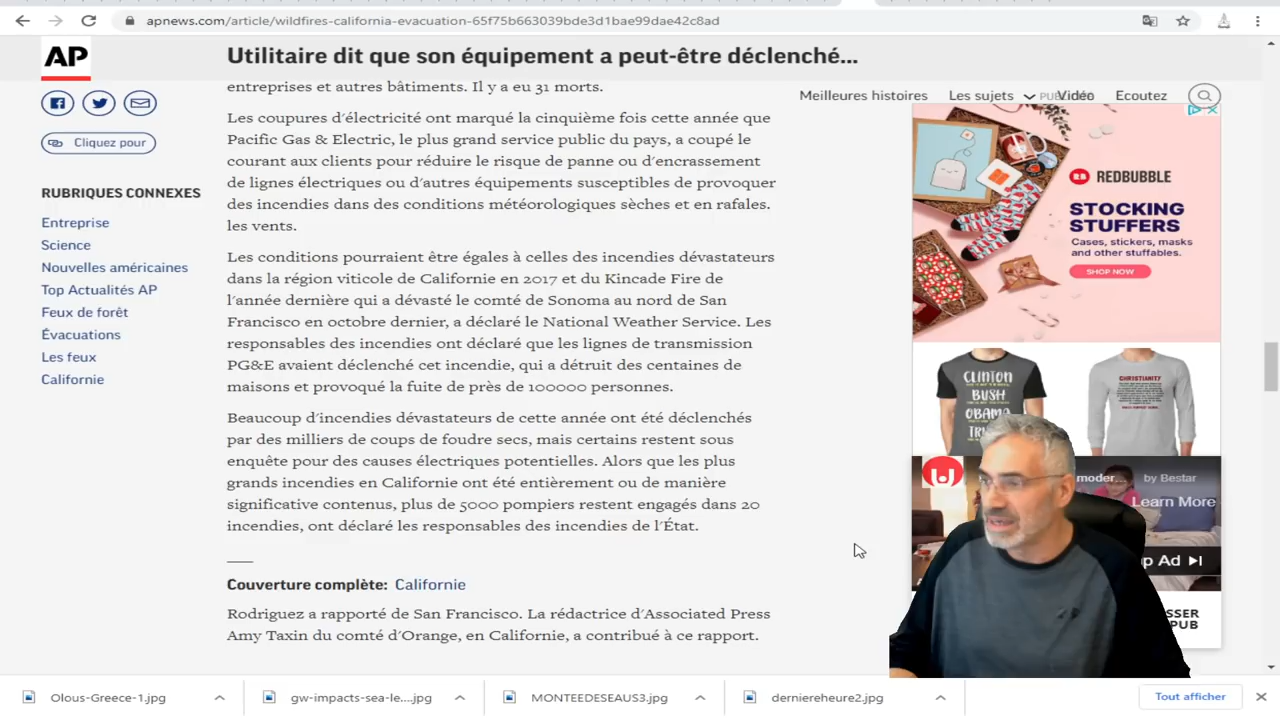 apnews.com/article/wildfires-california-evacuation-65f75b663039bde3d1bae99dae42c8ad
AP
Utilitaire dit que son équipement a peut-être déclenché...
Meilleures histoires
Les sujets
Vidéo
Ecoutez
Cliquez pour
RUBRIQUES CONNEXES
Entreprise
Science
Nouvelles américaines
Top Actualités AP
Feux de forêt
Évacuations
Les feux
Californie
entreprises et autres bâtiments. Il y a eu 31 morts.
Les coupures d'électricité ont marqué la cinquième fois cette année que
Pacific Gas & Electric, le plus grand service public du pays, a coupé le
courant aux clients pour réduire le risque de panne ou d'encrassement
de lignes électriques ou d'autres équipements susceptibles de provoquer
des incendies dans des conditions météorologiques sèches et en rafales.
les vents.
Les conditions pourraient être égales à celles des incendies dévastateurs
dans la région viticole de Californie en 2017 et du Kincade Fire de
l'année dernière qui a dévasté le comté de Sonoma au nord de San
Francisco en octobre dernier, a déclaré le National Weather Service. Les
responsables des incendies ont déclaré que les lignes de transmission
PG&E avaient déclenché cet incendie, qui a détruit des centaines de
maisons et provoqué la fuite de près de 100000 personnes.
Beaucoup d'incendies dévastateurs de cette année ont été déclenchés
par des milliers de coups de foudre secs, mais certains restent sous
enquête pour des causes électriques potentielles. Alors que les plus
grands incendies en Californie ont été entièrement ou de manière
significative contenus, plus de 5000 pompiers restent engagés dans 20
incendies, ont déclaré les responsables des incendies de l'État.
Couverture complète: Californie
Rodriguez a rapporté de San Francisco. La rédactrice d'Associated Press
Amy Taxin du comté d'Orange, en Californie, a contribué à ce rapport.
RB REDBUBBLE
STOCKING
STUFFERS
Cases, stickers, masks
and other stuffables.
SHOP NOW
CLINTON
BUSH
OBAMA
CHRISTIANITY
moder... by Bestar
Learn More
p Ad
SSER
PUB
Olous-Greece-1.jpg
gw-impacts-sea-le....jpg
MONTEEDESEAUS3.jpg
derniereheure2.jpg
Tout afficher